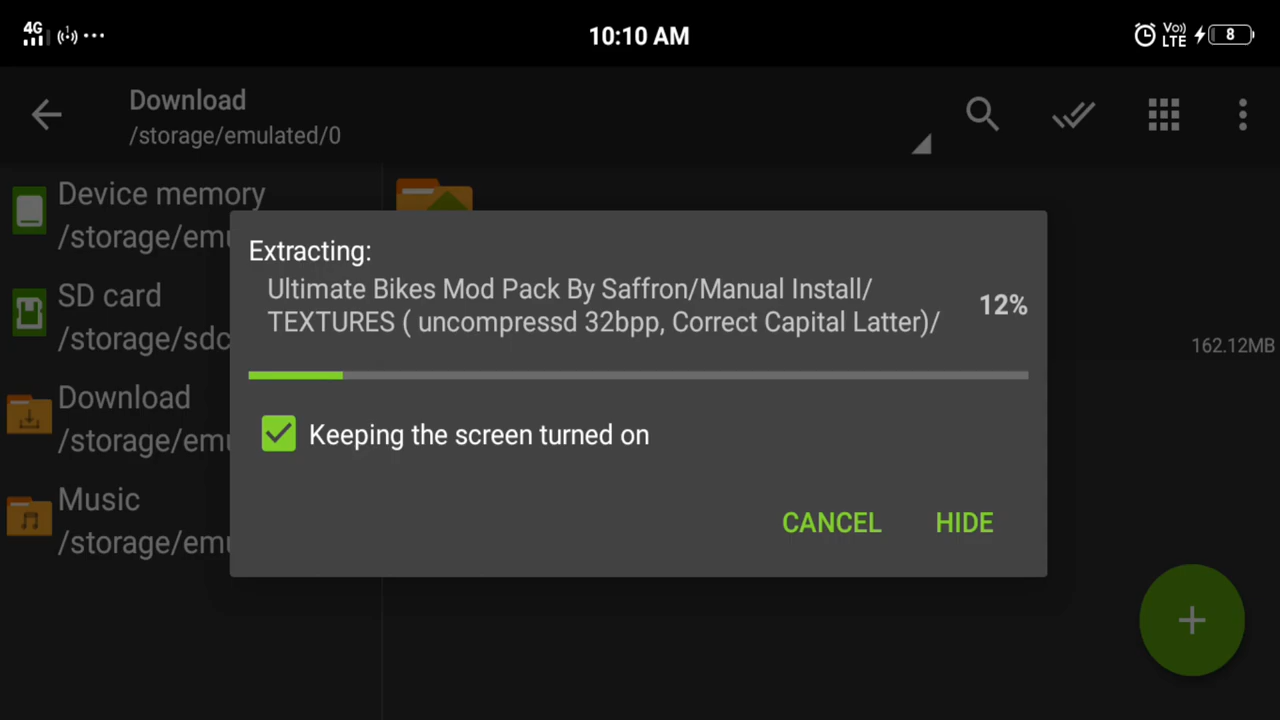 4G
10:10 AM
Vo))
LTE
8
Download
/storage/emulated/0
Device memory
/storage/emu
SD card
/storage/sdc
Download
/storage/emu
Music
/storage/emu
162.12MB
Extracting:
Ultimate Bikes Mod Pack By Saffron/Manual Install/
TEXTURES ( uncompressd 32bpp, Correct Capital Latter)/
12%
Keeping the screen turned on
CANCEL
HIDE